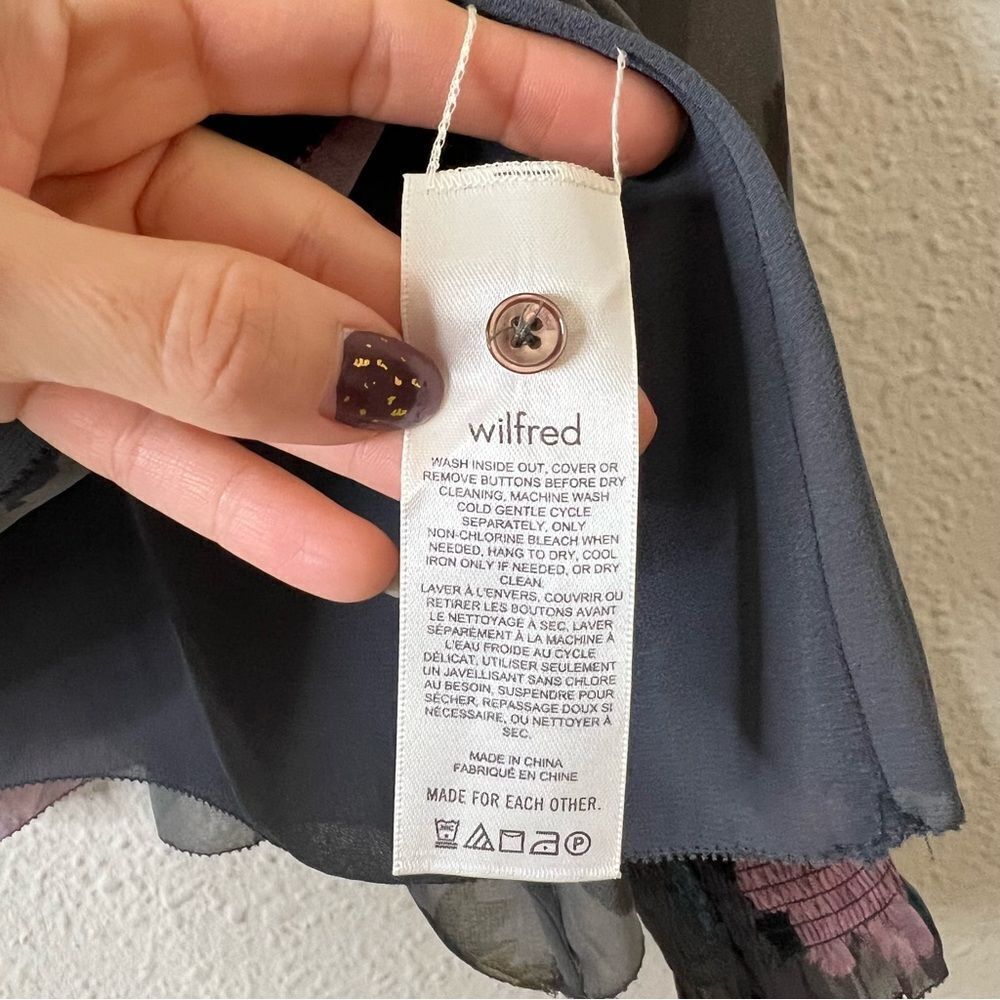 wilfred
WASH INSIDE OUT, COVER OR
REMOVE BUTTONS BEFORE DRY
CLEANING, MACHINE WASH
COLD GENTLE CYCLE
SEPARATELY, ONLY
NON-CHLORINE BLEACH WHEN
NEEDED, HANG TO DRY, COOL
IRON ONLY IF NEEDED, OR DRY
CLEAN.
LAVER À L'ENVERS, COUVRIR OU
RETIRER LES BOUTONS AVANT
LE NETTOYAGE À SEC, LAVER
SÉPARÉMENT À LA MACHINE À
L'EAU FROIDE AU CYCLE
DÉLICAT, UTILISER SEULEMENT
UN JAVELLISANT SANS CHLORE
AU BESOIN, SUSPENDRE POUR
SÉCHER, REPASSAGE DOUX SI
NÉCESSAIRE, OU NETTOYER À
SEC.
MADE IN CHINA
FABRIQUÉ EN CHINE
MADE FOR EACH OTHER.
P